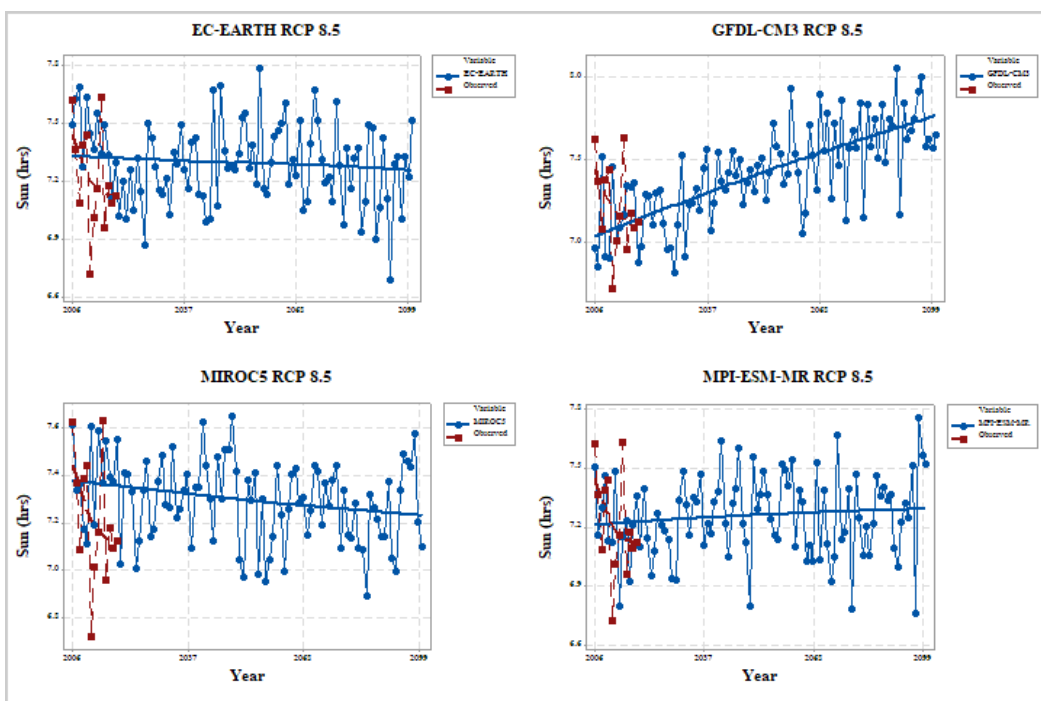 EC-EARTH RCP 8.5
Variable
EC-EARTH
Observed
Sun (hrs)
7.8
7.5
7.2
6.9
6.6
2006 2037 2068 2099
Year
GFDL-CM3 RCP 8.5
Variable
GFDL-CM3
Observed
Sun (hrs)
8.0
7.5
7.0
2006 2037 2068 2099
Year
MIROC5 RCP 8.5
Variable
MIROC5
Observed
Sun (hrs)
7.6
7.4
7.2
7.0
6.8
2006 2037 2068 2099
Year
MPI-ESM-MR RCP 8.5
Variable
MPI-ESM-MR
Observed
Sun (hrs)
7.8
7.5
7.2
6.9
6.6
2006 2037 2068 2099
Year